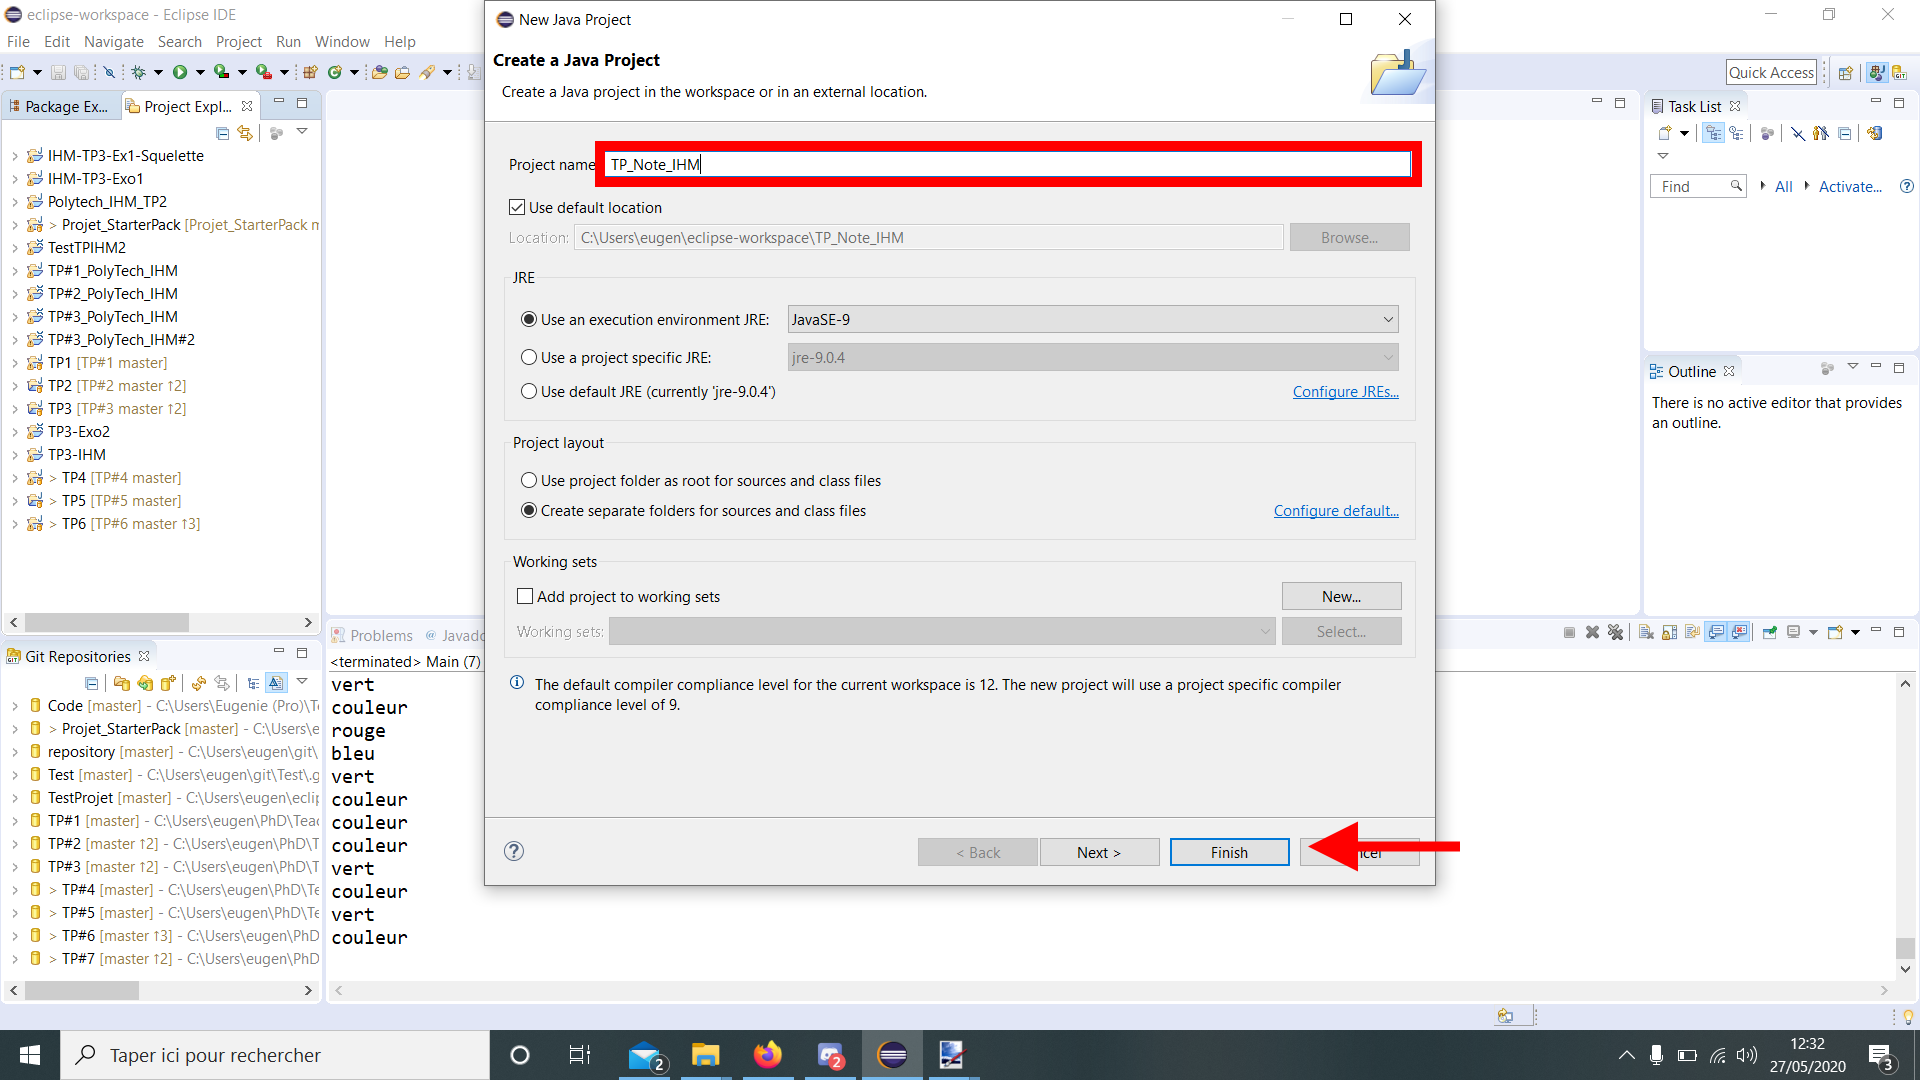 eclipse-workspace - Eclipse IDE
File Edit Navigate Search Project Run Window Help
Quick Access
Package Ex...
Project Expl...
IHM-TP3-Ex1-Squelette
IHM-TP3-Exo1
Polytech_IHM_TP2
> Projet_StarterPack [Projet_StarterPack m
TestTPIHM2
TP#1_PolyTech_IHM
TP#2_PolyTech_IHM
TP#3_PolyTech_IHM
TP#3_PolyTech_IHM#2
TP1 [TP#1 master]
TP2 [TP#2 master ↑2]
TP3 [TP#3 master ↑2]
TP3-Exo2
TP3-IHM
> TP4 [TP#4 master]
> TP5 [TP#5 master]
> TP6 [TP#6 master ↑3]
Git Repositories
Code [master] - C:\Users\Eugenie (Pro)\Te
> Projet_StarterPack [master] - C:\Users\e
repository [master] - C:\Users\eugen\git\
Test [master] - C:\Users\eugen\git\Test\.g
TestProjet [master] - C:\Users\eugen\eclip
TP#1 [master] - C:\Users\eugen\PhD\Teac
TP#2 [master ↑2] - C:\Users\eugen\PhD\T
TP#3 [master ↑2] - C:\Users\eugen\PhD\T
> TP#4 [master] - C:\Users\eugen\PhD\Te
> TP#5 [master] - C:\Users\eugen\PhD\Te
> TP#6 [master ↑3] - C:\Users\eugen\PhD
> TP#7 [master ↑2] - C:\Users\eugen\PhD
New Java Project
Create a Java Project
Create a Java project in the workspace or in an external location.
Project name TP_Note_IHM
Use default location
Location: C:\Users\eugen\eclipse-workspace\TP_Note_IHM Browse...
JRE
Use an execution environment JRE: JavaSE-9
Use a project specific JRE: jre-9.0.4
Use default JRE (currently 'jre-9.0.4') Configure JREs...
Project layout
Use project folder as root for sources and class files
Create separate folders for sources and class files Configure default...
Working sets
Add project to working sets New...
Working sets: Select...
The default compiler compliance level for the current workspace is 12. The new project will use a project specific compiler
compliance level of 9.
? < Back Next > Finish ncel
Problems @ Javado
<terminated> Main (7)
vert
couleur
rouge
bleu
vert
couleur
couleur
couleur
vert
couleur
vert
couleur
Task List
Find All Activate... ?
Outline
There is no active editor that provides
an outline.
Taper ici pour rechercher
2
2
12:32
27/05/2020
3